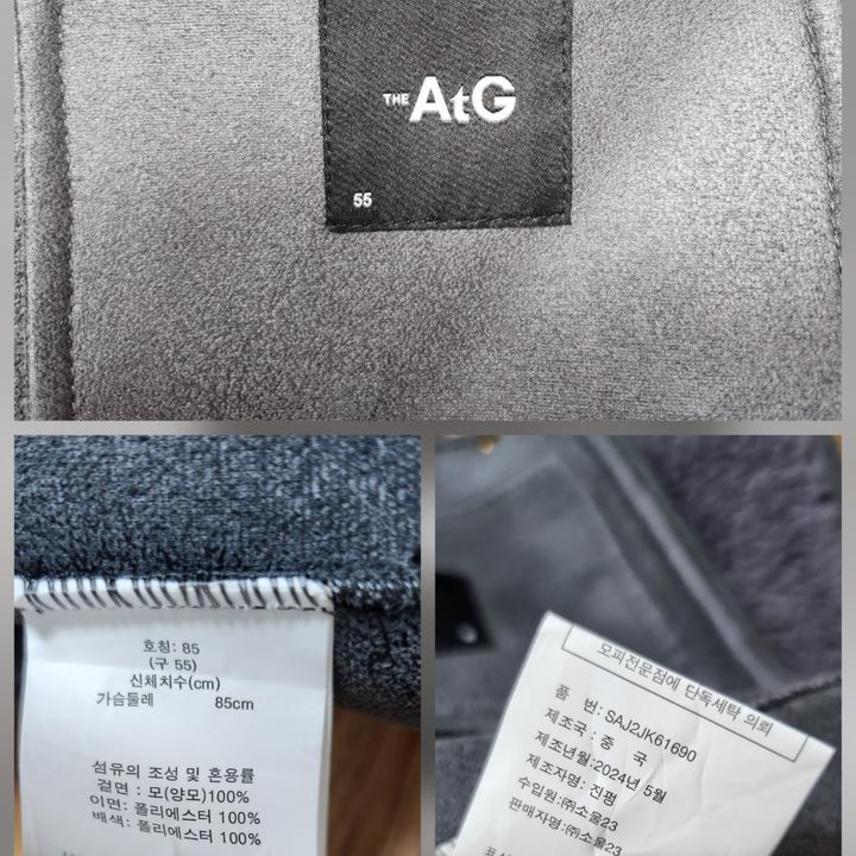 THE AtG
55
호칭: 85
(구 55)
신체치수(cm)
가슴둘레 85cm
섬유의 조성 및 혼용률
겉면 : 모(양모)100%
이면: 폴리에스터 100%
배색: 폴리에스터 100%
모피전문점에 단독세탁 의뢰
품 번: SAJ2JK61690
제조국 : 중 국
제조년월:2024년 5월
제조자명: 진평
수입원:㈜소울23
판매자명:㈜소울23